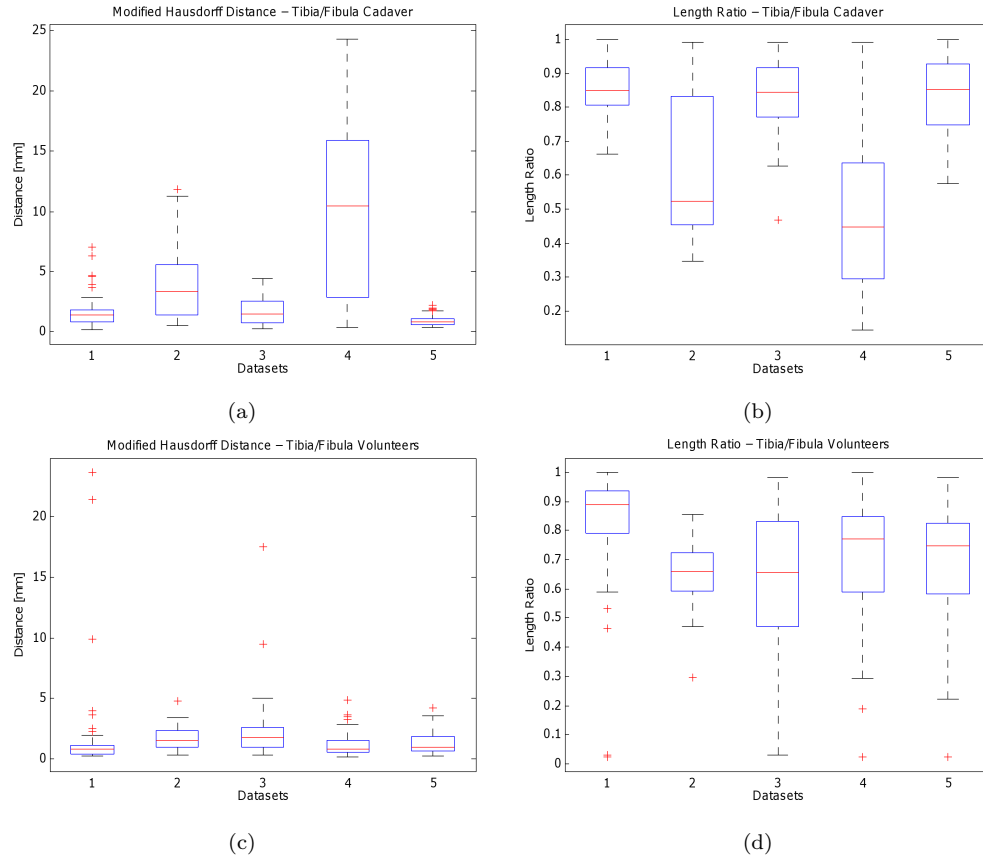 Modified Hausdorff Distance – Tibia/Fibula Cadaver
25
20
15
10
5
0
Distance [mm]
1 2 3 4 5
Datasets
(a)
Length Ratio – Tibia/Fibula Cadaver
1
0.9
0.8
0.7
0.6
0.5
0.4
0.3
0.2
Length Ratio
1 2 3 4 5
Datasets
(b)
Modified Hausdorff Distance – Tibia/Fibula Volunteers
20
15
10
5
0
Distance [mm]
1 2 3 4 5
Datasets
(c)
Length Ratio – Tibia/Fibula Volunteers
1
0.9
0.8
0.7
0.6
0.5
0.4
0.3
0.2
0.1
0
Length Ratio
1 2 3 4 5
Datasets
(d)